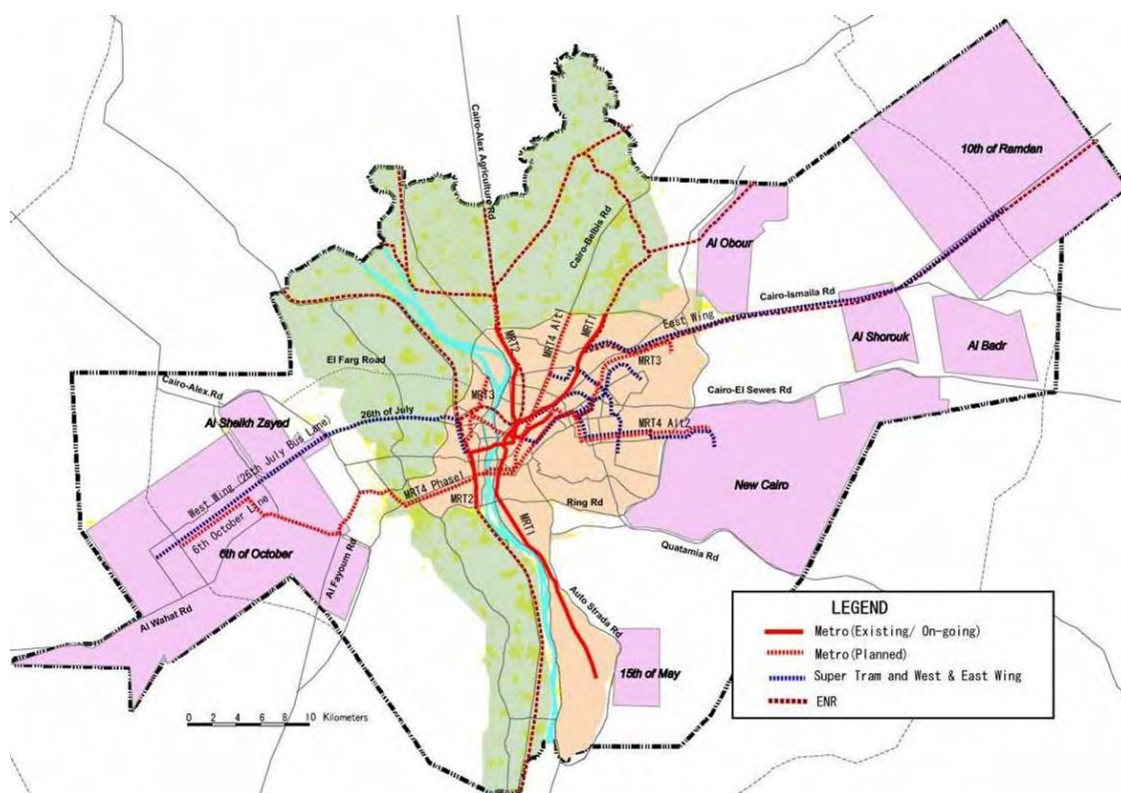 Cairo-Alex Agriculture Rd
Cairo-Belbis Rd
10th of Ramdan
Al Obour
Cairo-Ismaila Rd
East Wing
Al Shorouk
Al Badr
MRT2
MRT4 Alt1
MRT1
MRT3
El Farg Road
MRT3
Cairo-El Sewes Rd
Cairo-Alex.Rd
26th of July
Al Sheikh Zayed
MRT4 Alt2
West Wing (26th July Bus Lane)
MRT4 Phase1
MRT2
New Cairo
Ring Rd
6th October Line
MRT1
6th of October
Quatamia Rd
Al Fayoum Rd
Auto Strada Rd
Al Wahat Rd
15th of May
LEGEND
Metro(Existing/ On-going)
Metro(Planned)
Super Tram and West & East Wing
ENR
0 2 4 6 8 10 Kilometers